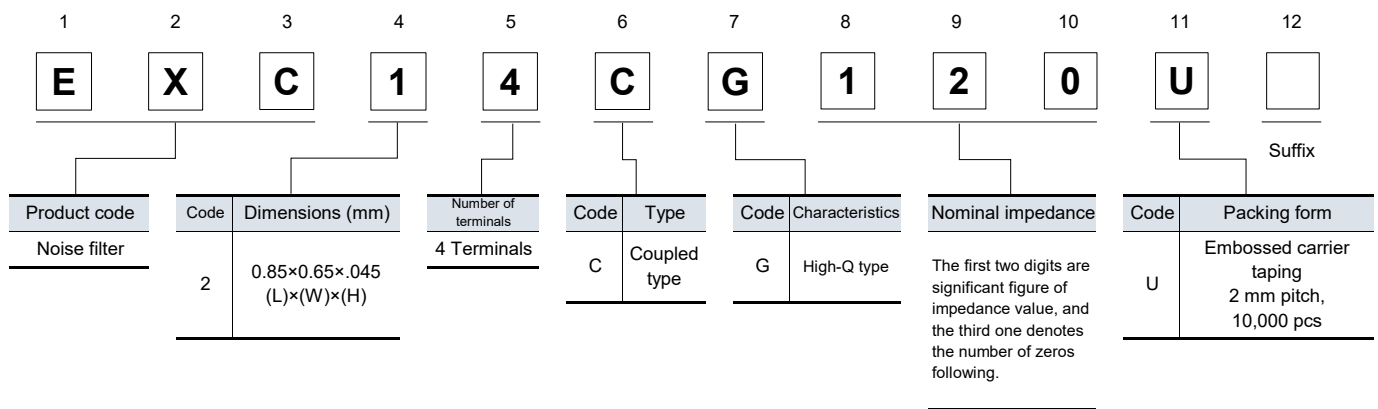 1 2 3 4 5 6 7 8 9 10 11 12
E X C 1 4 C G 1 2 0 U
Suffix
Product code
Noise filter
Code Dimensions (mm)
2 0.85×0.65×.045
(L)×(W)×(H)
Number of
terminals
4 Terminals
Code Type
C Coupled
type
Code Characteristics
G High-Q type
Nominal impedance
The first two digits are
significant figure of
impedance value, and
the third one denotes
the number of zeros
following.
Code Packing form
U Embossed carrier
taping
2 mm pitch,
10,000 pcs